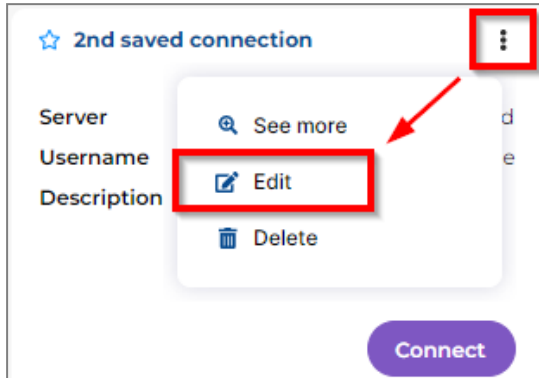 2nd saved connection
Server
d
See more
Username
e
Edit
Description
Delete
Connect